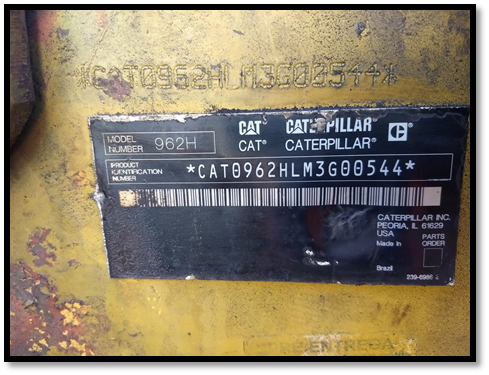 *CAT0962HLM3G00544*
CAT CATERPILLAR C
MODEL NUMBER 962H
CAT® CATERPILLAR®
PRODUCT IDENTIFICATION NUMBER *CAT0962HLM3G00544*
CATERPILLAR INC.
PEORIA, IL 61629
USA
Made In
PARTS ORDER
Brazil
ENTREGA